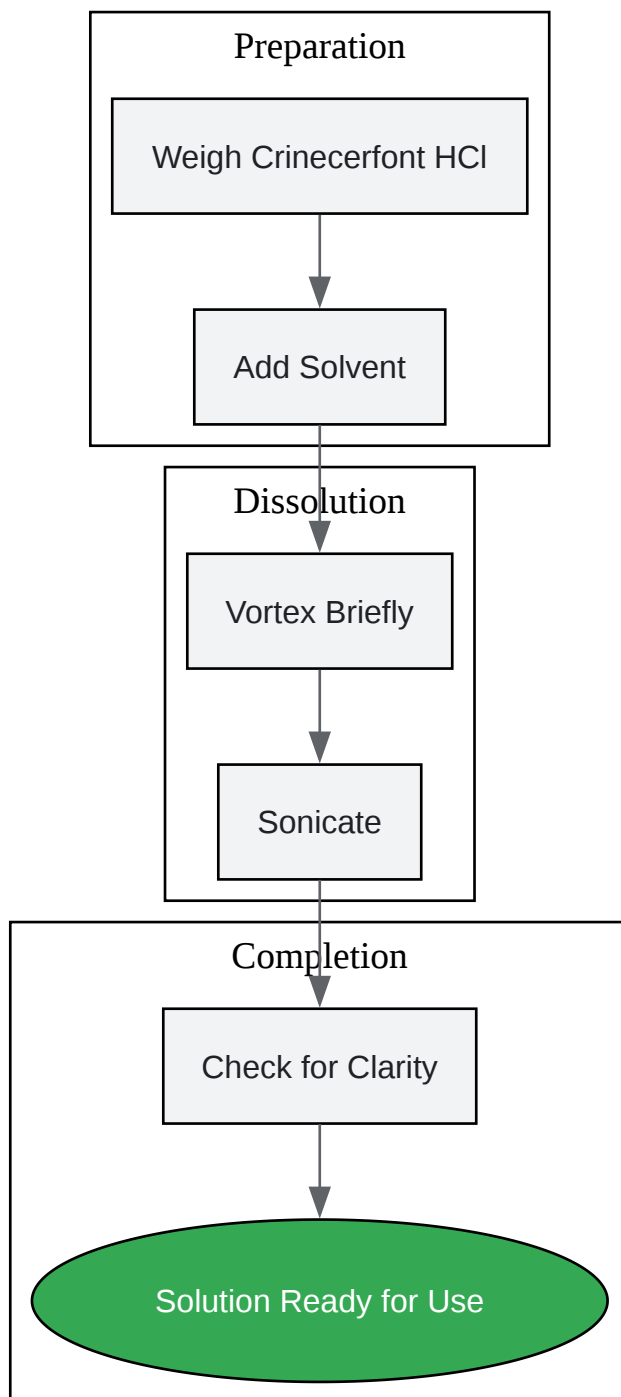 Preparation
Weigh Crinecerfont HCl
Add Solvent
Dissolution
Vortex Briefly
Sonicate
Completion
Check for Clarity
Solution Ready for Use